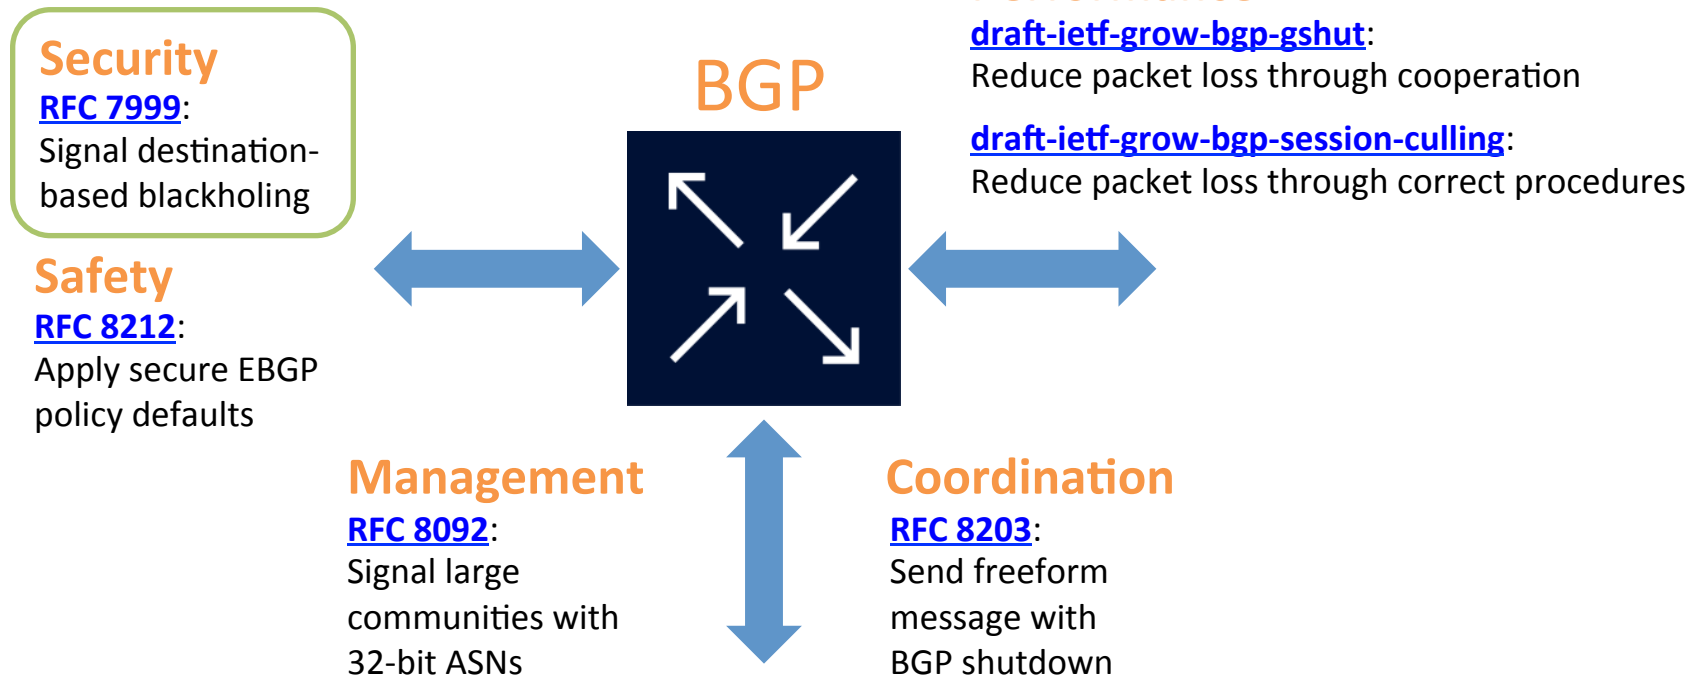 Security
RFC 7999:
Signal destination-
based blackholing
Safety
RFC 8212:
Apply secure EBGP
policy defaults
BGP
draft-ietf-grow-bgp-gshut:
Reduce packet loss through cooperation
draft-ietf-grow-bgp-session-culling:
Reduce packet loss through correct procedures
Management
RFC 8092:
Signal large
communities with
32-bit ASNs
Coordination
RFC 8203:
Send freeform
message with
BGP shutdown